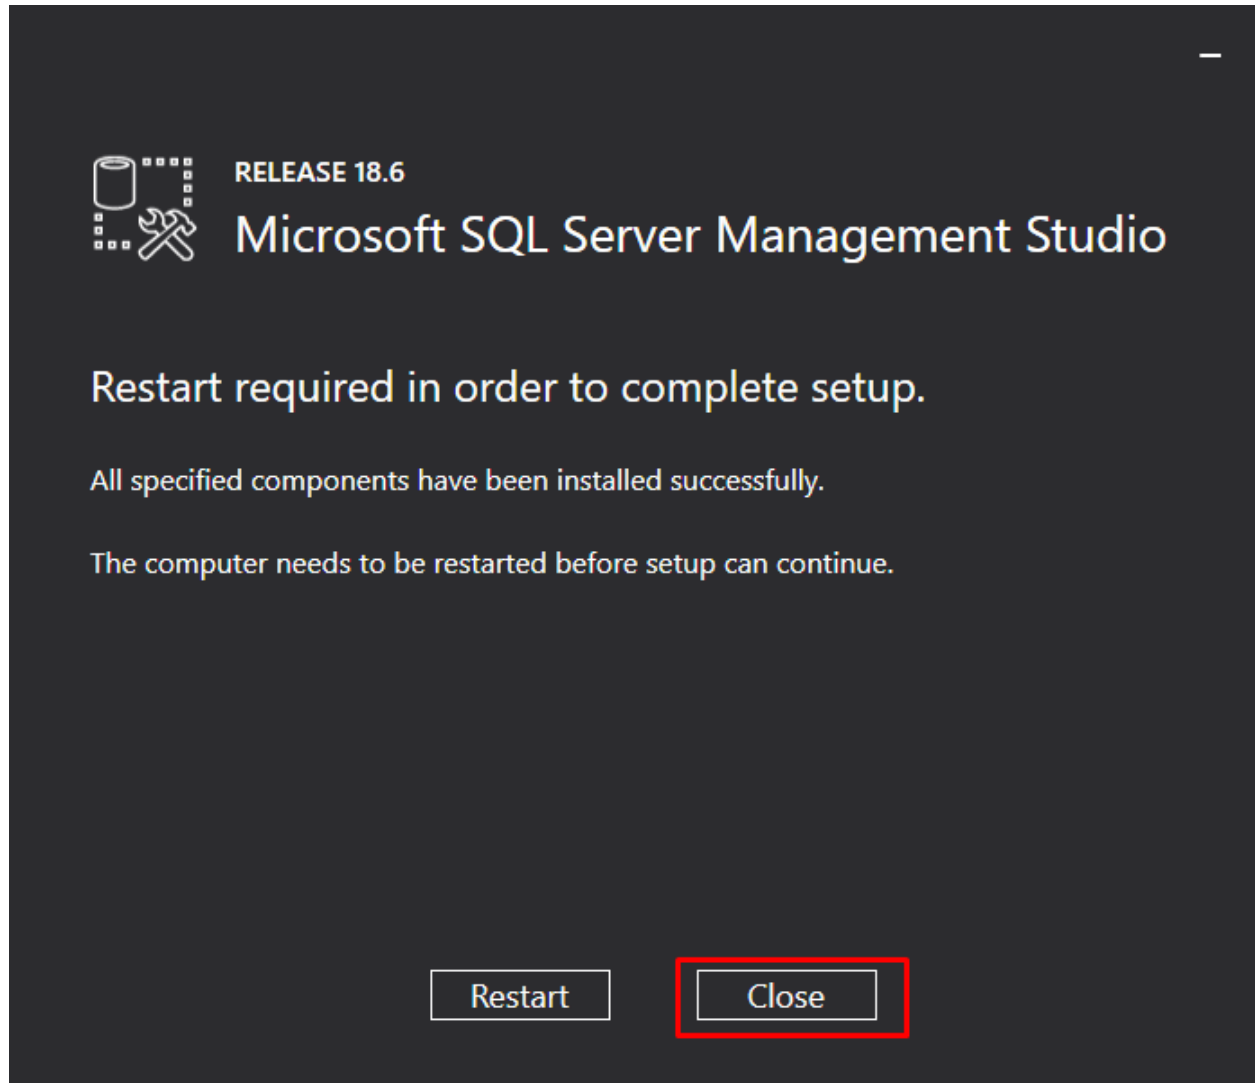 RELEASE 18.6
Microsoft SQL Server Management Studio
Restart required in order to complete setup.
All specified components have been installed successfully.
The computer needs to be restarted before setup can continue.
Restart
Close